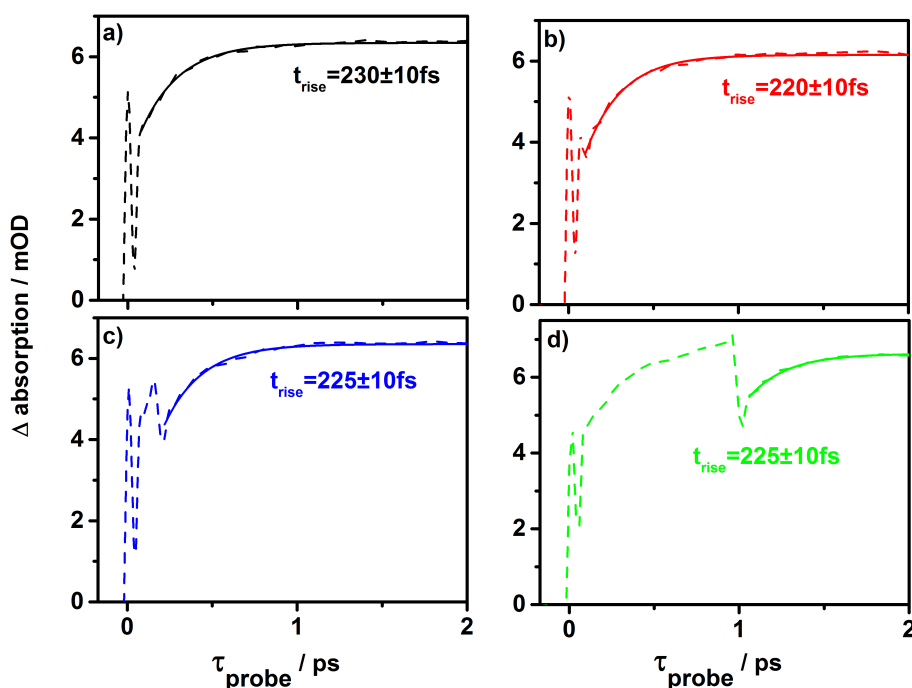 a)
t_rise=230±10fs
6
4
2
0
b)
t_rise=220±10fs
6
4
2
0
Δ absorption / mOD
c)
t_rise=225±10fs
6
4
2
0
0
1
2
τ_probe / ps
d)
t_rise=225±10fs
6
4
2
0
0
1
2
τ_probe / ps